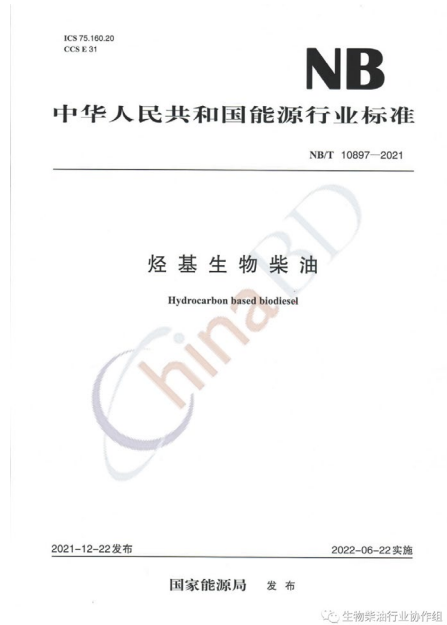 ICS 75.160.20
CCS E 31
NB
中华人民共和国能源行业标准
NB/T 10897—2021
烃基生物柴油
Hydrocarbon based biodiesel
ChinaBD
2021-12-22发布
2022-06-22实施
国家能源局 发布
生物柴油行业协作组